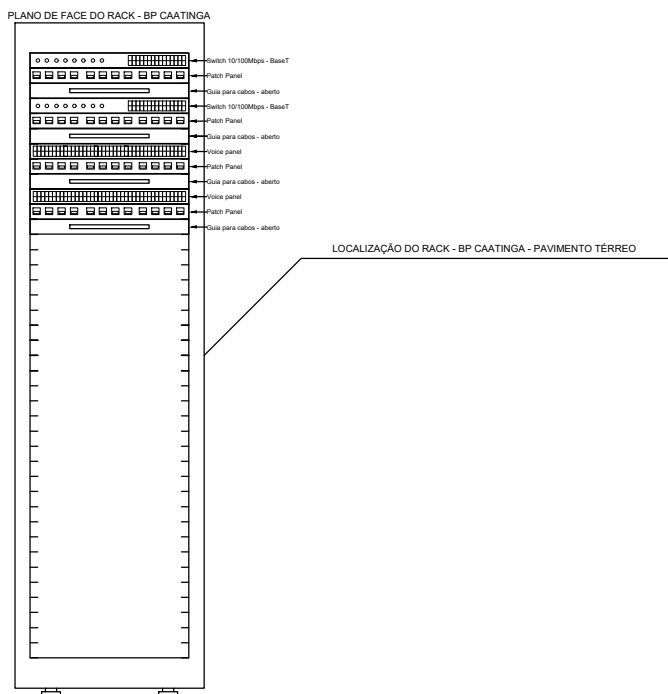 PLANO DE FACE DO RACK - BP CAATINGA
Switch 10/100Mbps - BaseT
Patch Panel
Guia para cabos - aberto
Switch 10/100Mbps - BaseT
Patch Panel
Guia para cabos - aberto
Voice panel
Patch Panel
Guia para cabos - aberto
Voice panel
Patch Panel
Guia para cabos - aberto
LOCALIZAÇÃO DO RACK - BP CAATINGA - PAVIMENTO TÉRREO